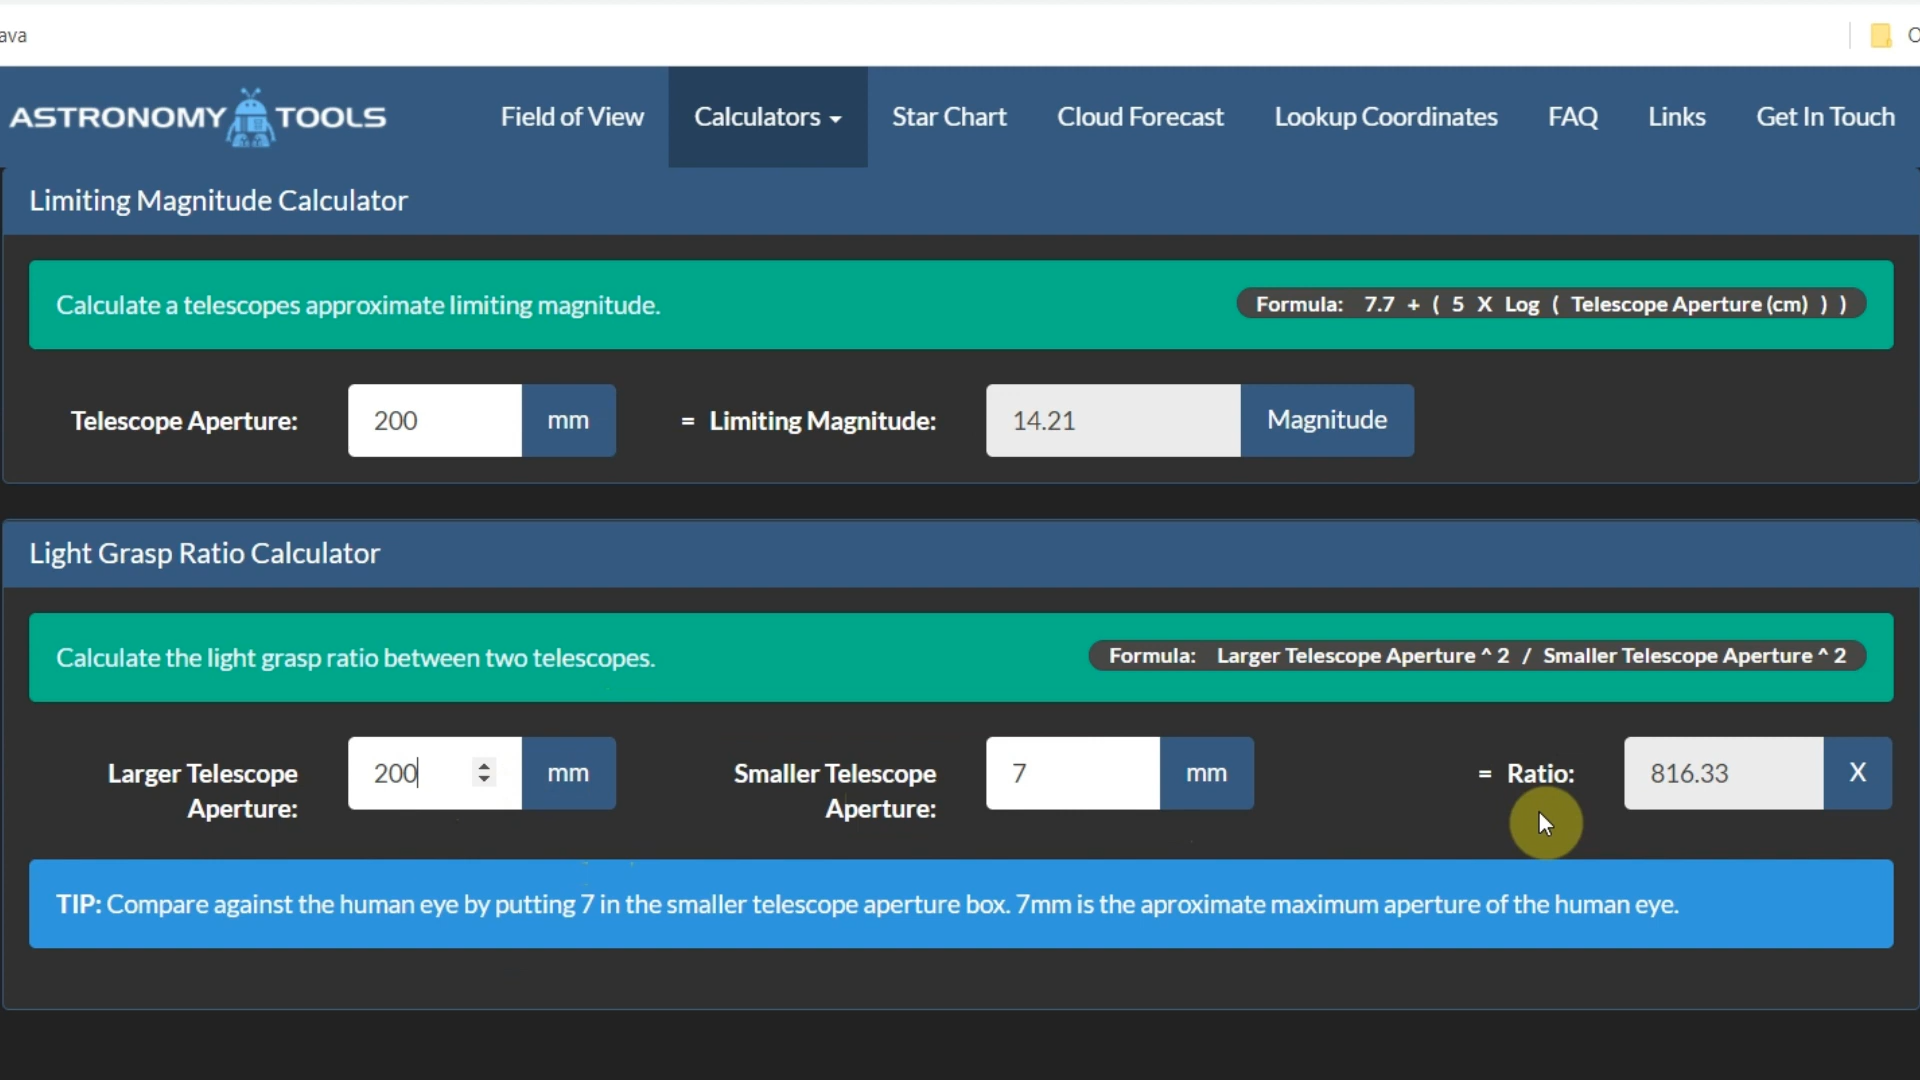 ava
ASTRONOMY TOOLS Field of View Calculators Star Chart Cloud Forecast Lookup Coordinates FAQ Links Get In Touch
Limiting Magnitude Calculator
Calculate a telescopes approximate limiting magnitude. Formula: 7.7 + ( 5 X Log ( Telescope Aperture (cm) ) )
Telescope Aperture: 200 mm = Limiting Magnitude: 14.21 Magnitude
Light Grasp Ratio Calculator
Calculate the light grasp ratio between two telescopes. Formula: Larger Telescope Aperture ^ 2 / Smaller Telescope Aperture ^ 2
Larger Telescope Aperture: 200 mm Smaller Telescope Aperture: 7 mm = Ratio: 816.33 X
TIP: Compare against the human eye by putting 7 in the smaller telescope aperture box. 7mm is the aproximate maximum aperture of the human eye.